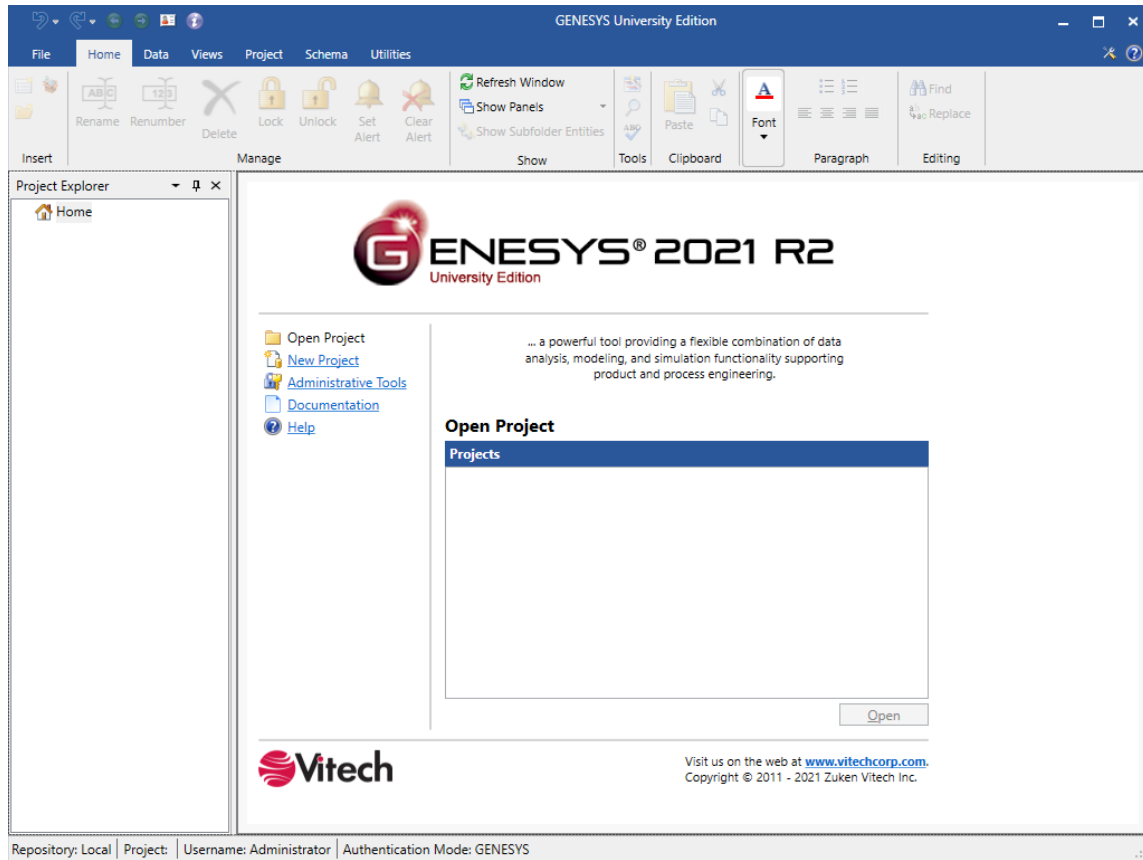 GENESYS University Edition
File Home Data Views Project Schema Utilities
Rename
Renumber
Delete
Lock
Unlock
Set Alert
Clear Alert
Refresh Window
Show Panels
Show Subfolder Entities
Paste
Font
Find
Replace
Insert Manage Show Tools Clipboard Paragraph Editing
Project Explorer
Home
GENESYS® 2021 R2
University Edition
Open Project
New Project
Administrative Tools
Documentation
Help
... a powerful tool providing a flexible combination of data
analysis, modeling, and simulation functionality supporting
product and process engineering.
Open Project
Projects
Open
Vitech
Visit us on the web at www.vitechcorp.com.
Copyright © 2011 - 2021 Zuken Vitech Inc.
Repository: Local Project: Username: Administrator Authentication Mode: GENESYS